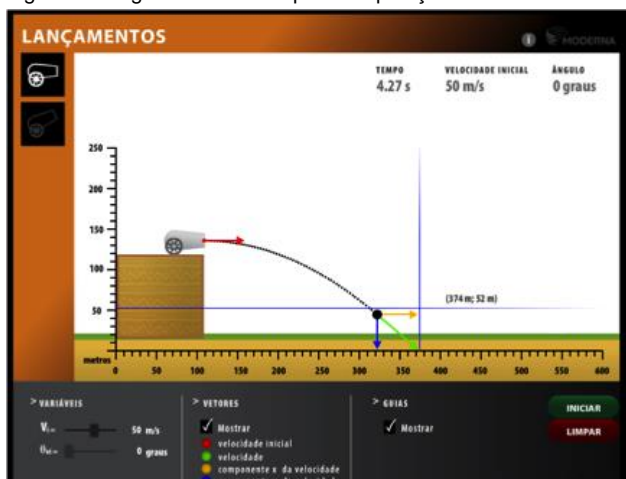 LANÇAMENTOS
MODERNA
TEMPO VELOCIDADE INICIAL ÂNGULO
4.27 s 50 m/s 0 graus
250
200
150
100
(374 m; 52 m)
50
metros
0 50 100 150 200 250 300 350 400 450 500 550 600
> VARIÁVEIS > VETORES > GUIAS
INICIAR
50 m/s Mostrar Mostrar
LIMPAR
velocidade inicial
0 graus velocidade
componente x da velocidade